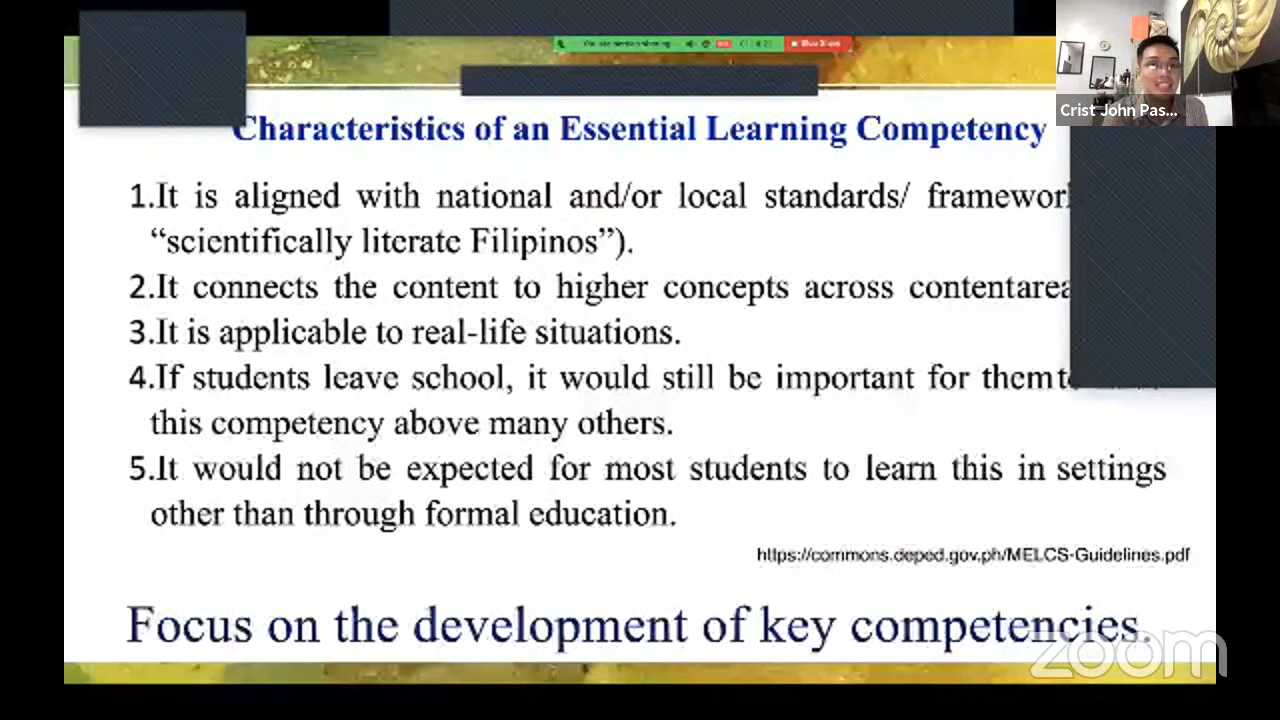 Crist John Pas...
Characteristics of an Essential Learning Competency
1.It is aligned with national and/or local standards/
“scientifically literate Filipinos”).
2.It connects the content to higher concepts across
3.It is applicable to real-life situations.
4.If students leave school, it would still be important for them
this competency above many others.
5.It would not be expected for most students to learn this in settings
other than through formal education.
https://commons.deped.gov.ph/MELCS-Guidelines.pdf
Focus on the development of key competencies.
zoom